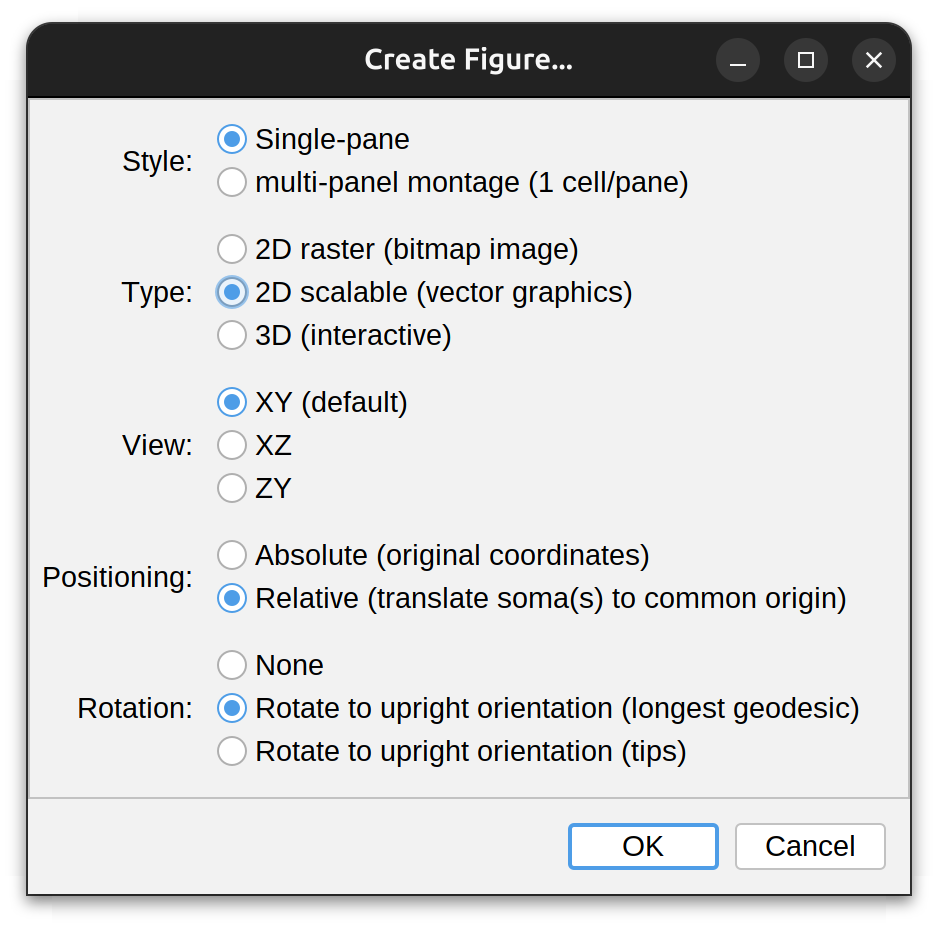 Create Figure...
Style:
Single-pane
multi-panel montage (1 cell/pane)
Type:
2D raster (bitmap image)
2D scalable (vector graphics)
3D (interactive)
View:
XY (default)
XZ
ZY
Positioning:
Absolute (original coordinates)
Relative (translate soma(s) to common origin)
Rotation:
None
Rotate to upright orientation (longest geodesic)
Rotate to upright orientation (tips)
OK
Cancel